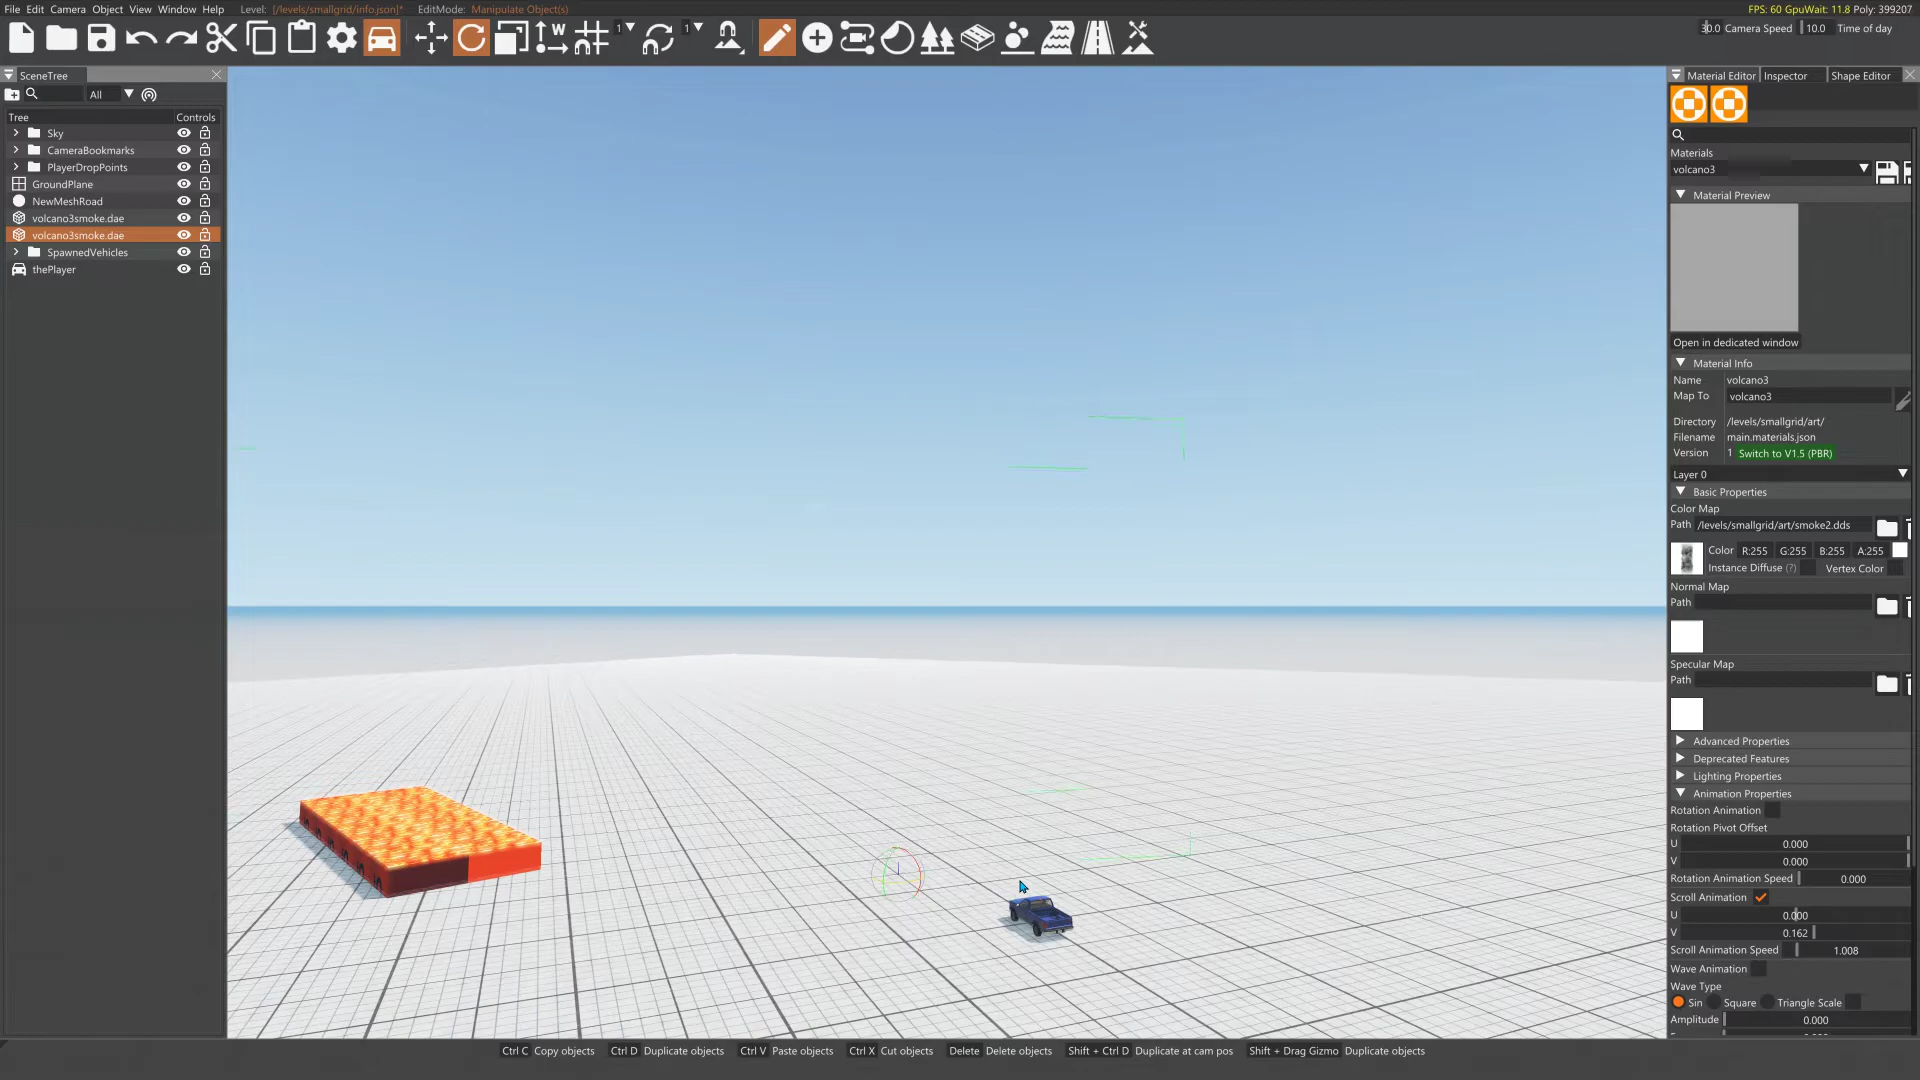 File Edit Camera Object View Window Help Level: [/levels/smallgrid/info.json]* EditMode: Manipulate Object(s)
FPS: 60 GpuWait: 11.8 Poly: 399207
1 W 1
30.0 Camera Speed 10.0 Time of day
SceneTree
All
Tree Controls
Sky
CameraBookmarks
PlayerDropPoints
GroundPlane
NewMeshRoad
volcano3smoke.dae
volcano3smoke.dae
SpawnedVehicles
thePlayer
Material Editor Inspector Shape Editor
Materials
volcano3
Material Preview
Open in dedicated window
Material Info
Name volcano3
Map To volcano3
Directory /levels/smallgrid/art/
Filename main.materials.json
Version 1 Switch to V1.5 (PBR)
Layer 0
Basic Properties
Color Map
Path /levels/smallgrid/art/smoke2.dds
Color R:255 G:255 B:255 A:255
Instance Diffuse (?) Vertex Color
Normal Map
Path
Specular Map
Path
Advanced Properties
Deprecated Features
Lighting Properties
Animation Properties
Rotation Animation
Rotation Pivot Offset
U 0.000
V 0.000
Rotation Animation Speed 0.000
Scroll Animation
U 0.000
V 0.162
Scroll Animation Speed 1.008
Wave Animation
Wave Type
Sin Square Triangle Scale
Amplitude 0.000
Ctrl C Copy objects Ctrl D Duplicate objects Ctrl V Paste objects Ctrl X Cut objects Delete Delete objects Shift + Ctrl D Duplicate at cam pos Shift + Drag Gizmo Duplicate objects